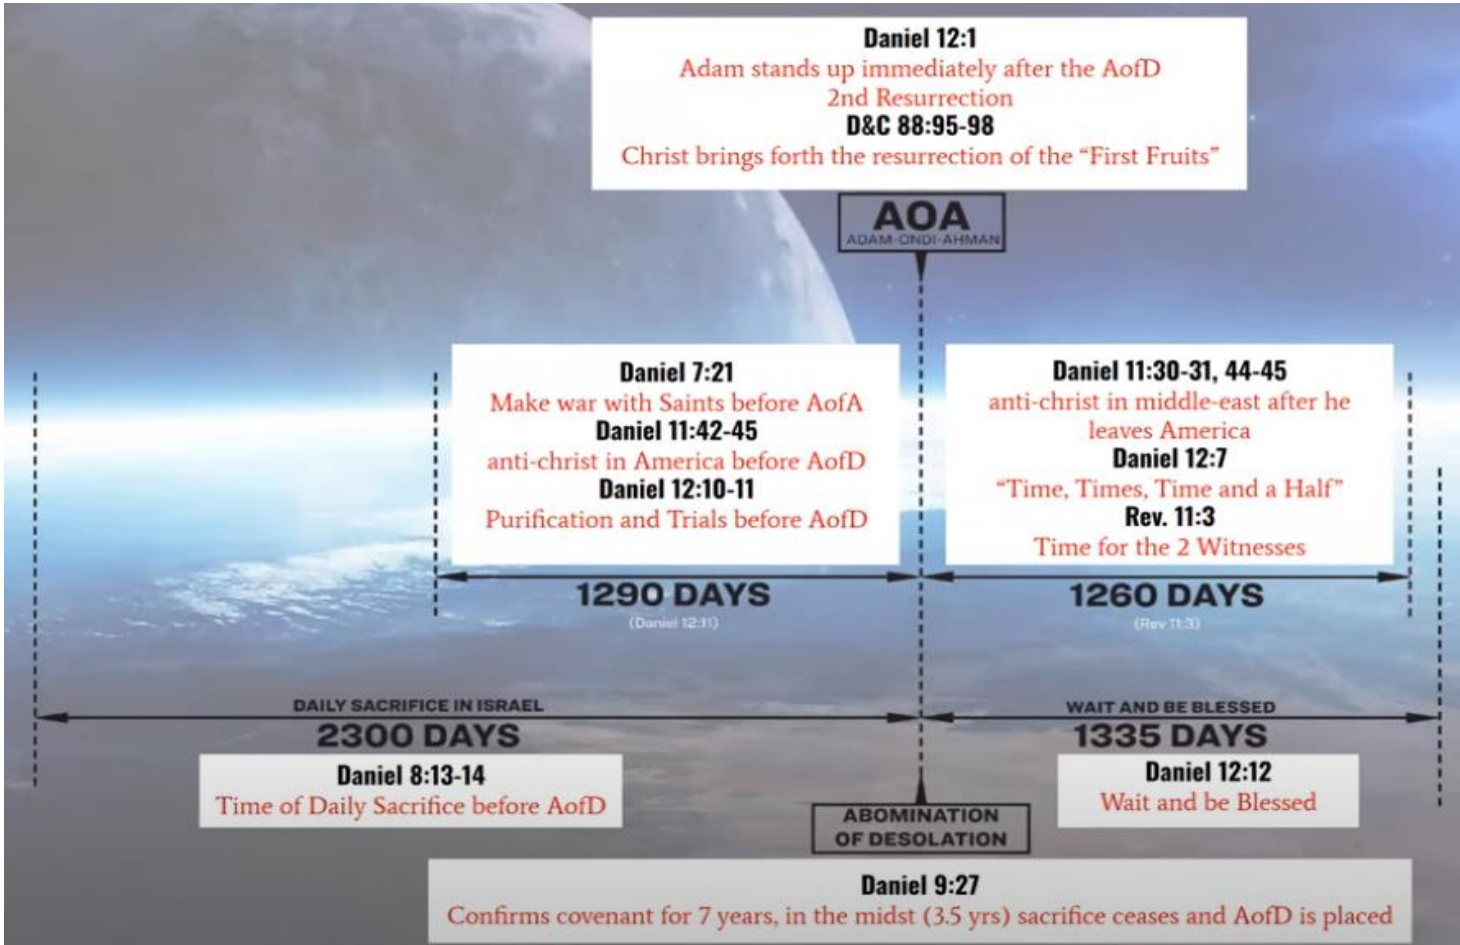 Daniel 12:1
Adam stands up immediately after the AofD
2nd Resurrection
D&C 88:95-98
Christ brings forth the resurrection of the “First Fruits”
AOA
ADAM-ONDI-AHMAN
Daniel 7:21
Make war with Saints before AofA
Daniel 11:42-45
anti-christ in America before AofD
Daniel 12:10-11
Purification and Trials before AofD
Daniel 11:30-31, 44-45
anti-christ in middle-east after he
leaves America
Daniel 12:7
“Time, Times, Time and a Half”
Rev. 11:3
Time for the 2 Witnesses
1290 DAYS
(Daniel 12:11)
1260 DAYS
(Rev 11:3)
DAILY SACRIFICE IN ISRAEL
2300 DAYS
Daniel 8:13-14
Time of Daily Sacrifice before AofD
WAIT AND BE BLESSED
1335 DAYS
Daniel 12:12
Wait and be Blessed
ABOMINATION
OF DESOLATION
Daniel 9:27
Confirms covenant for 7 years, in the midst (3.5 yrs) sacrifice ceases and AofD is placed